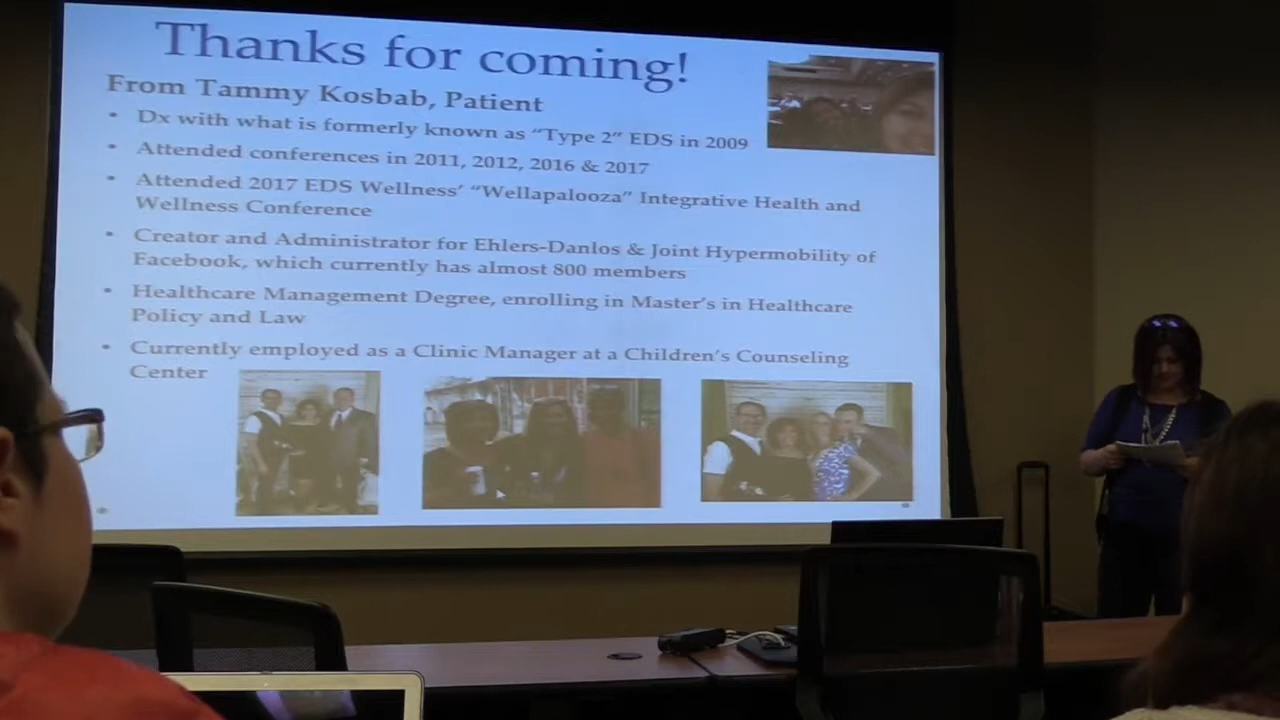 Thanks for coming!
From Tammy Kosbab, Patient
• Dx with what is formerly known as “Type 2” EDS in 2009
• Attended conferences in 2011, 2012, 2016 & 2017
• Attended 2017 EDS Wellness’ “Wellapalooza” Integrative Health and
Wellness Conference
• Creator and Administrator for Ehlers-Danlos & Joint Hypermobility of
Facebook, which currently has almost 800 members
• Healthcare Management Degree, enrolling in Master’s in Healthcare
Policy and Law
• Currently employed as a Clinic Manager at a Children’s Counseling
Center